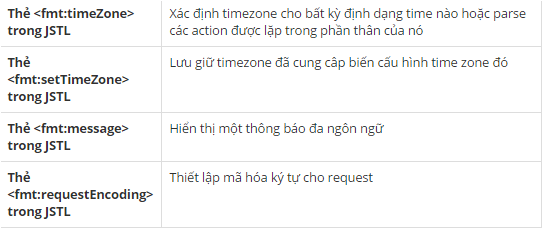 Thẻ <fmt:timeZone>
trong JSTL
Xác định timezone cho bất kỳ định dạng time nào hoặc parse
các action được lặp trong phần thân của nó
Thẻ
<fmt:setTimeZone>
trong JSTL
Lưu giữ timezone đã cung câp biến cấu hình time zone đó
Thẻ <fmt:message>
trong JSTL
Hiển thị một thông báo đa ngôn ngữ
Thẻ
<fmt:requestEncoding>
trong JSTL
Thiết lập mã hóa ký tự cho request